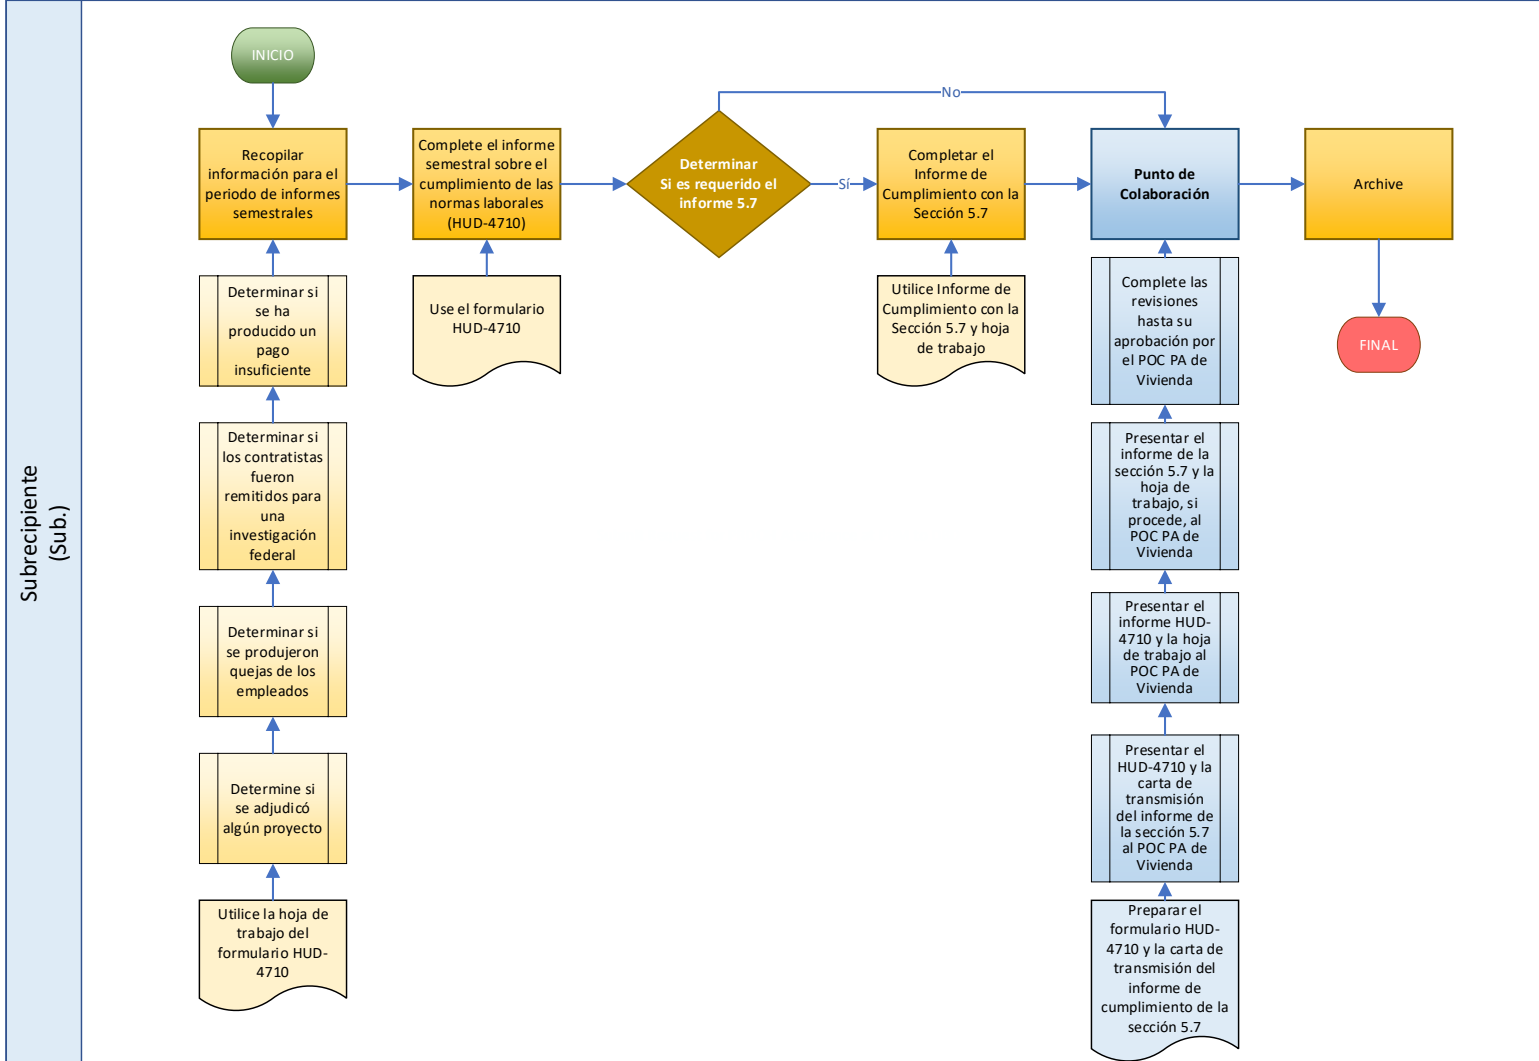 Subrecipiente
(Sub.)
INICIO
Recopilar
información para el
periodo de informes
semestrales
Complete el informe
semestral sobre el
cumplimiento de las
normas laborales
(HUD-4710)
Determinar
Si es requerido el
informe 5.7
No
Sí
Completar el
Informe de
Cumplimiento con la
Sección 5.7
Punto de
Colaboración
Archive
FINAL
Determinar si
se ha
producido un
pago
insuficiente
Determinar si
los contratistas
fueron
remitidos para
una
investigación
federal
Determinar si
se produjeron
quejas de los
empleados
Determine si
se adjudicó
algún proyecto
Utilice la hoja de
trabajo del
formulario HUD-
4710
Use el formulario
HUD-4710
Utilice Informe de
Cumplimiento con la
Sección 5.7 y hoja
de trabajo
Complete las
revisiones
hasta su
aprobación por
el POC PA de
Vivienda
Presentar el
informe de la
sección 5.7 y la
hoja de
trabajo, si
procede, al
POC PA de
Vivienda
Presentar el
informe HUD-
4710 y la hoja
de trabajo al
POC PA de
Vivienda
Presentar el
HUD-4710 y la
carta de
transmisión
del informe de
la sección 5.7
al POC PA de
Vivienda
Preparar el
formulario HUD-
4710 y la carta de
transmisión del
informe de
cumplimiento de la
sección 5.7